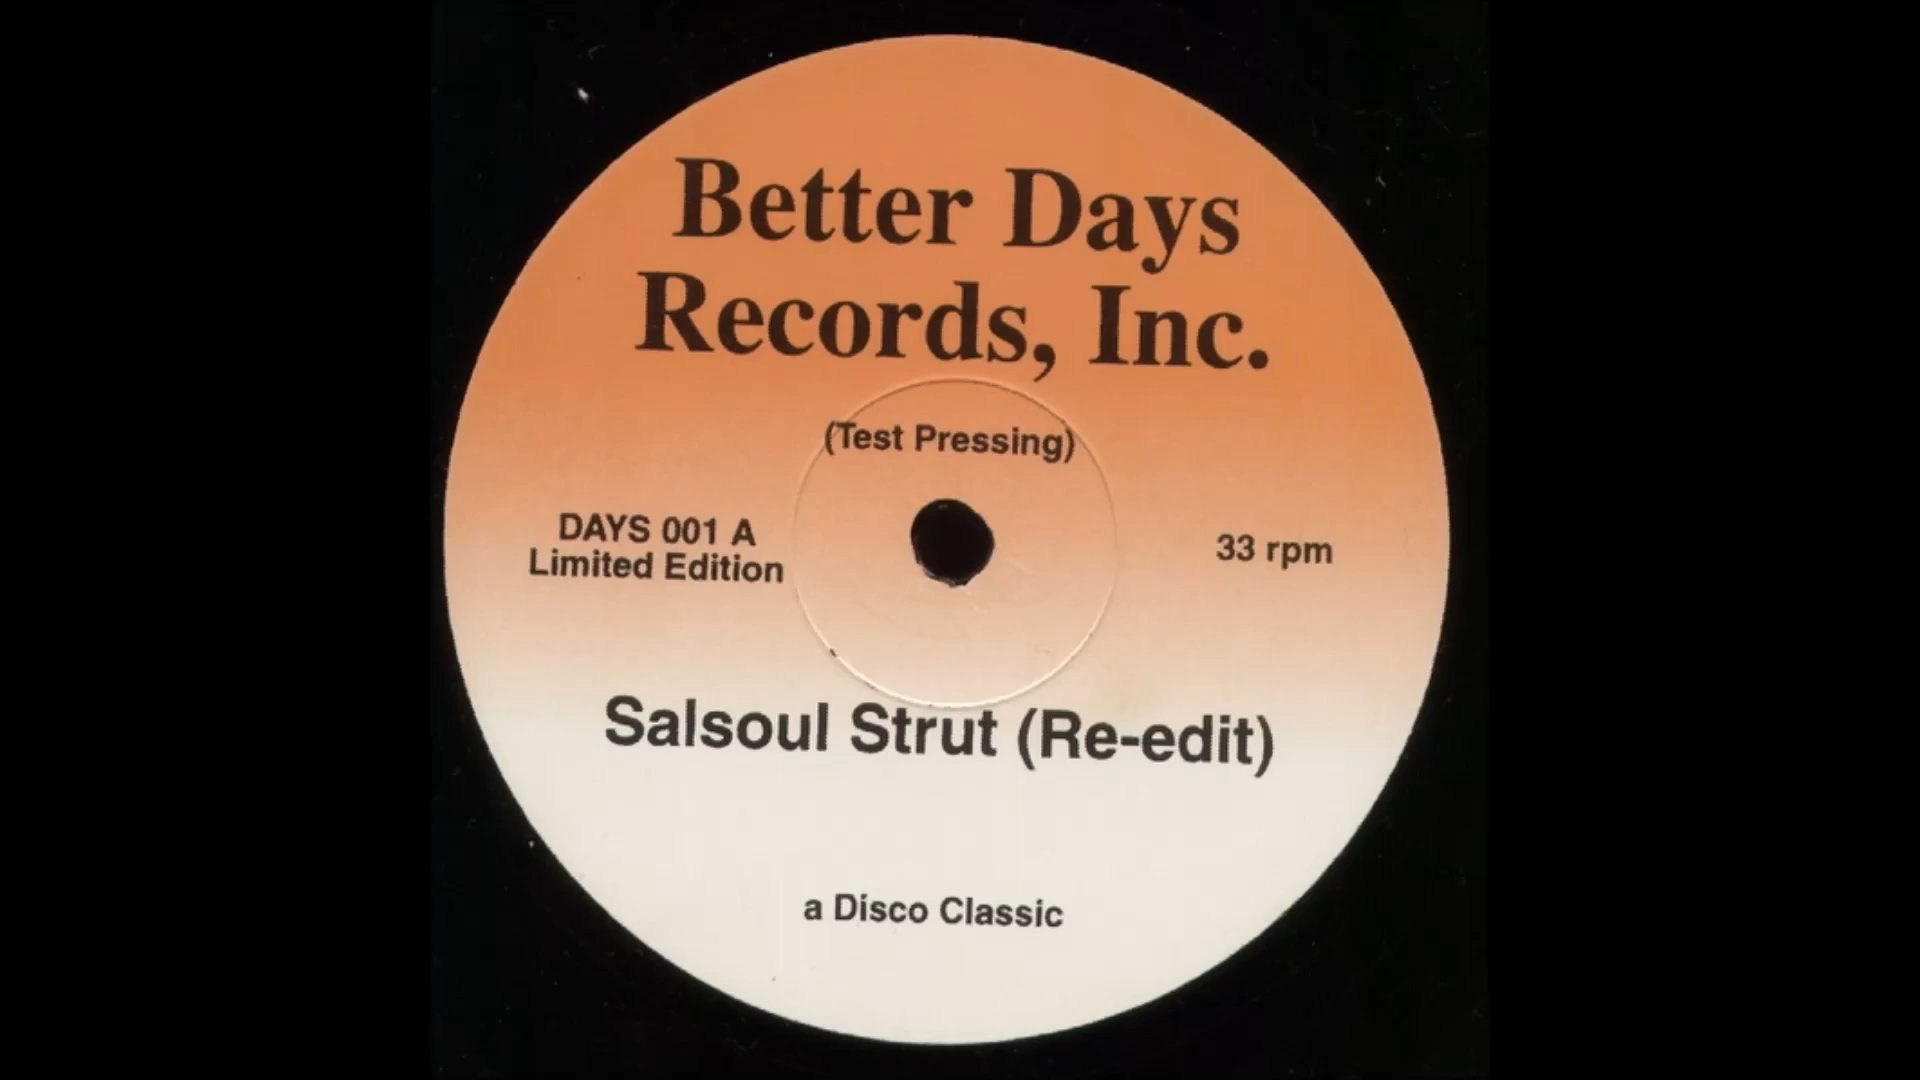 Better Days
Records, Inc.
(Test Pressing)
DAYS 001 A
Limited Edition
33 rpm
Salsoul Strut (Re-edit)
a Disco Classic